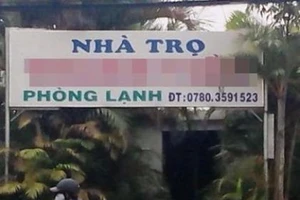 NHÀ TRỌ
PHÒNG LẠNH ĐT:0780.3591523